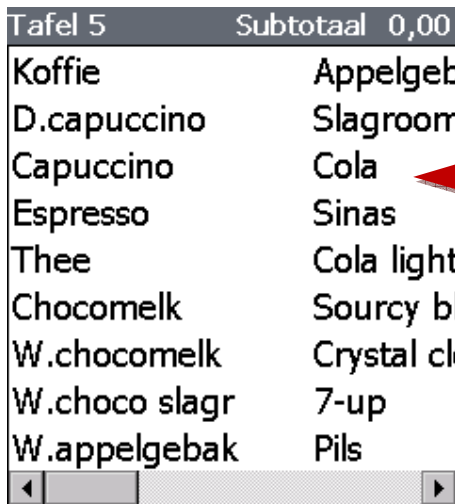 Tafel 5 Subtotaal 0,00
Koffie Appelgeb
D.capuccino Slagroom
Capuccino Cola
Espresso Sinas
Thee Cola light
Chocomelk Sourcy bl
W.chocomelk Crystal cl
W.choco slagr 7-up
W.appelgebak Pils